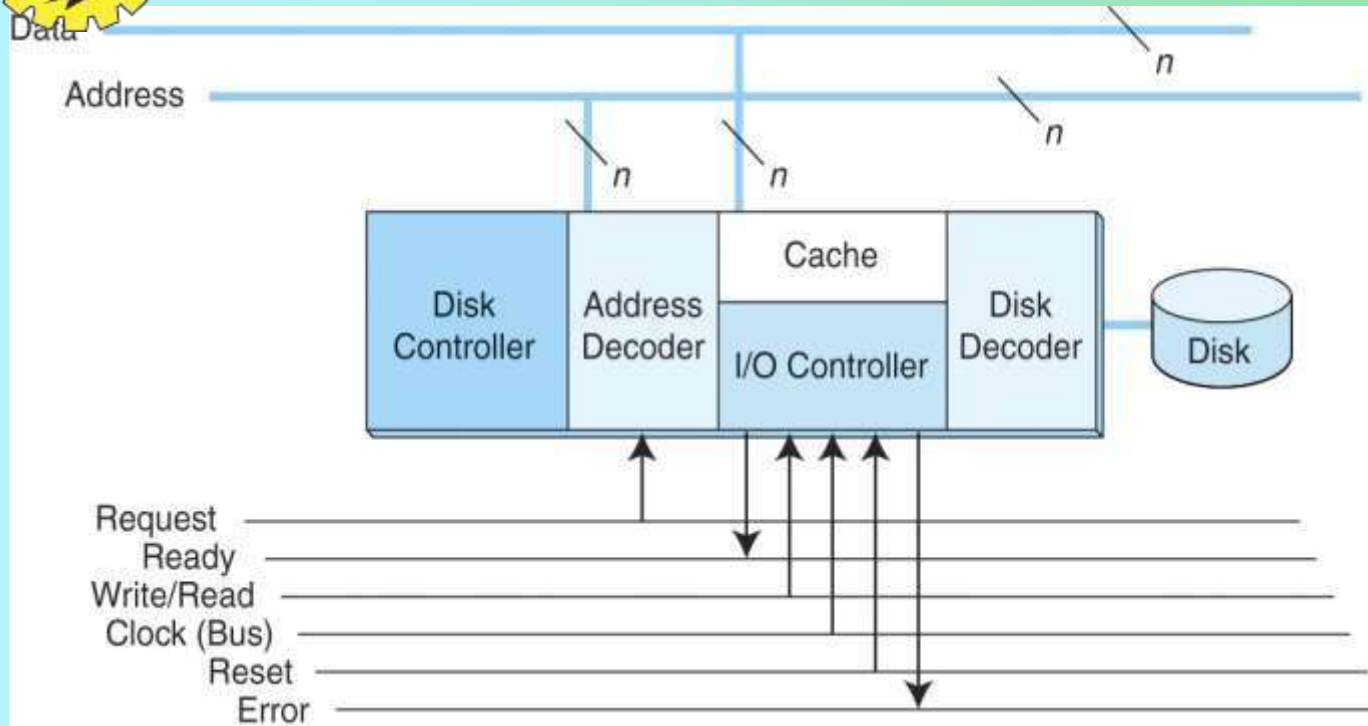 Data
n
Address
n
n
n
Cache
Disk
Controller
Address
Decoder
I/O Controller
Disk
Decoder
Disk
Request
Ready
Write/Read
Clock (Bus)
Reset
Error